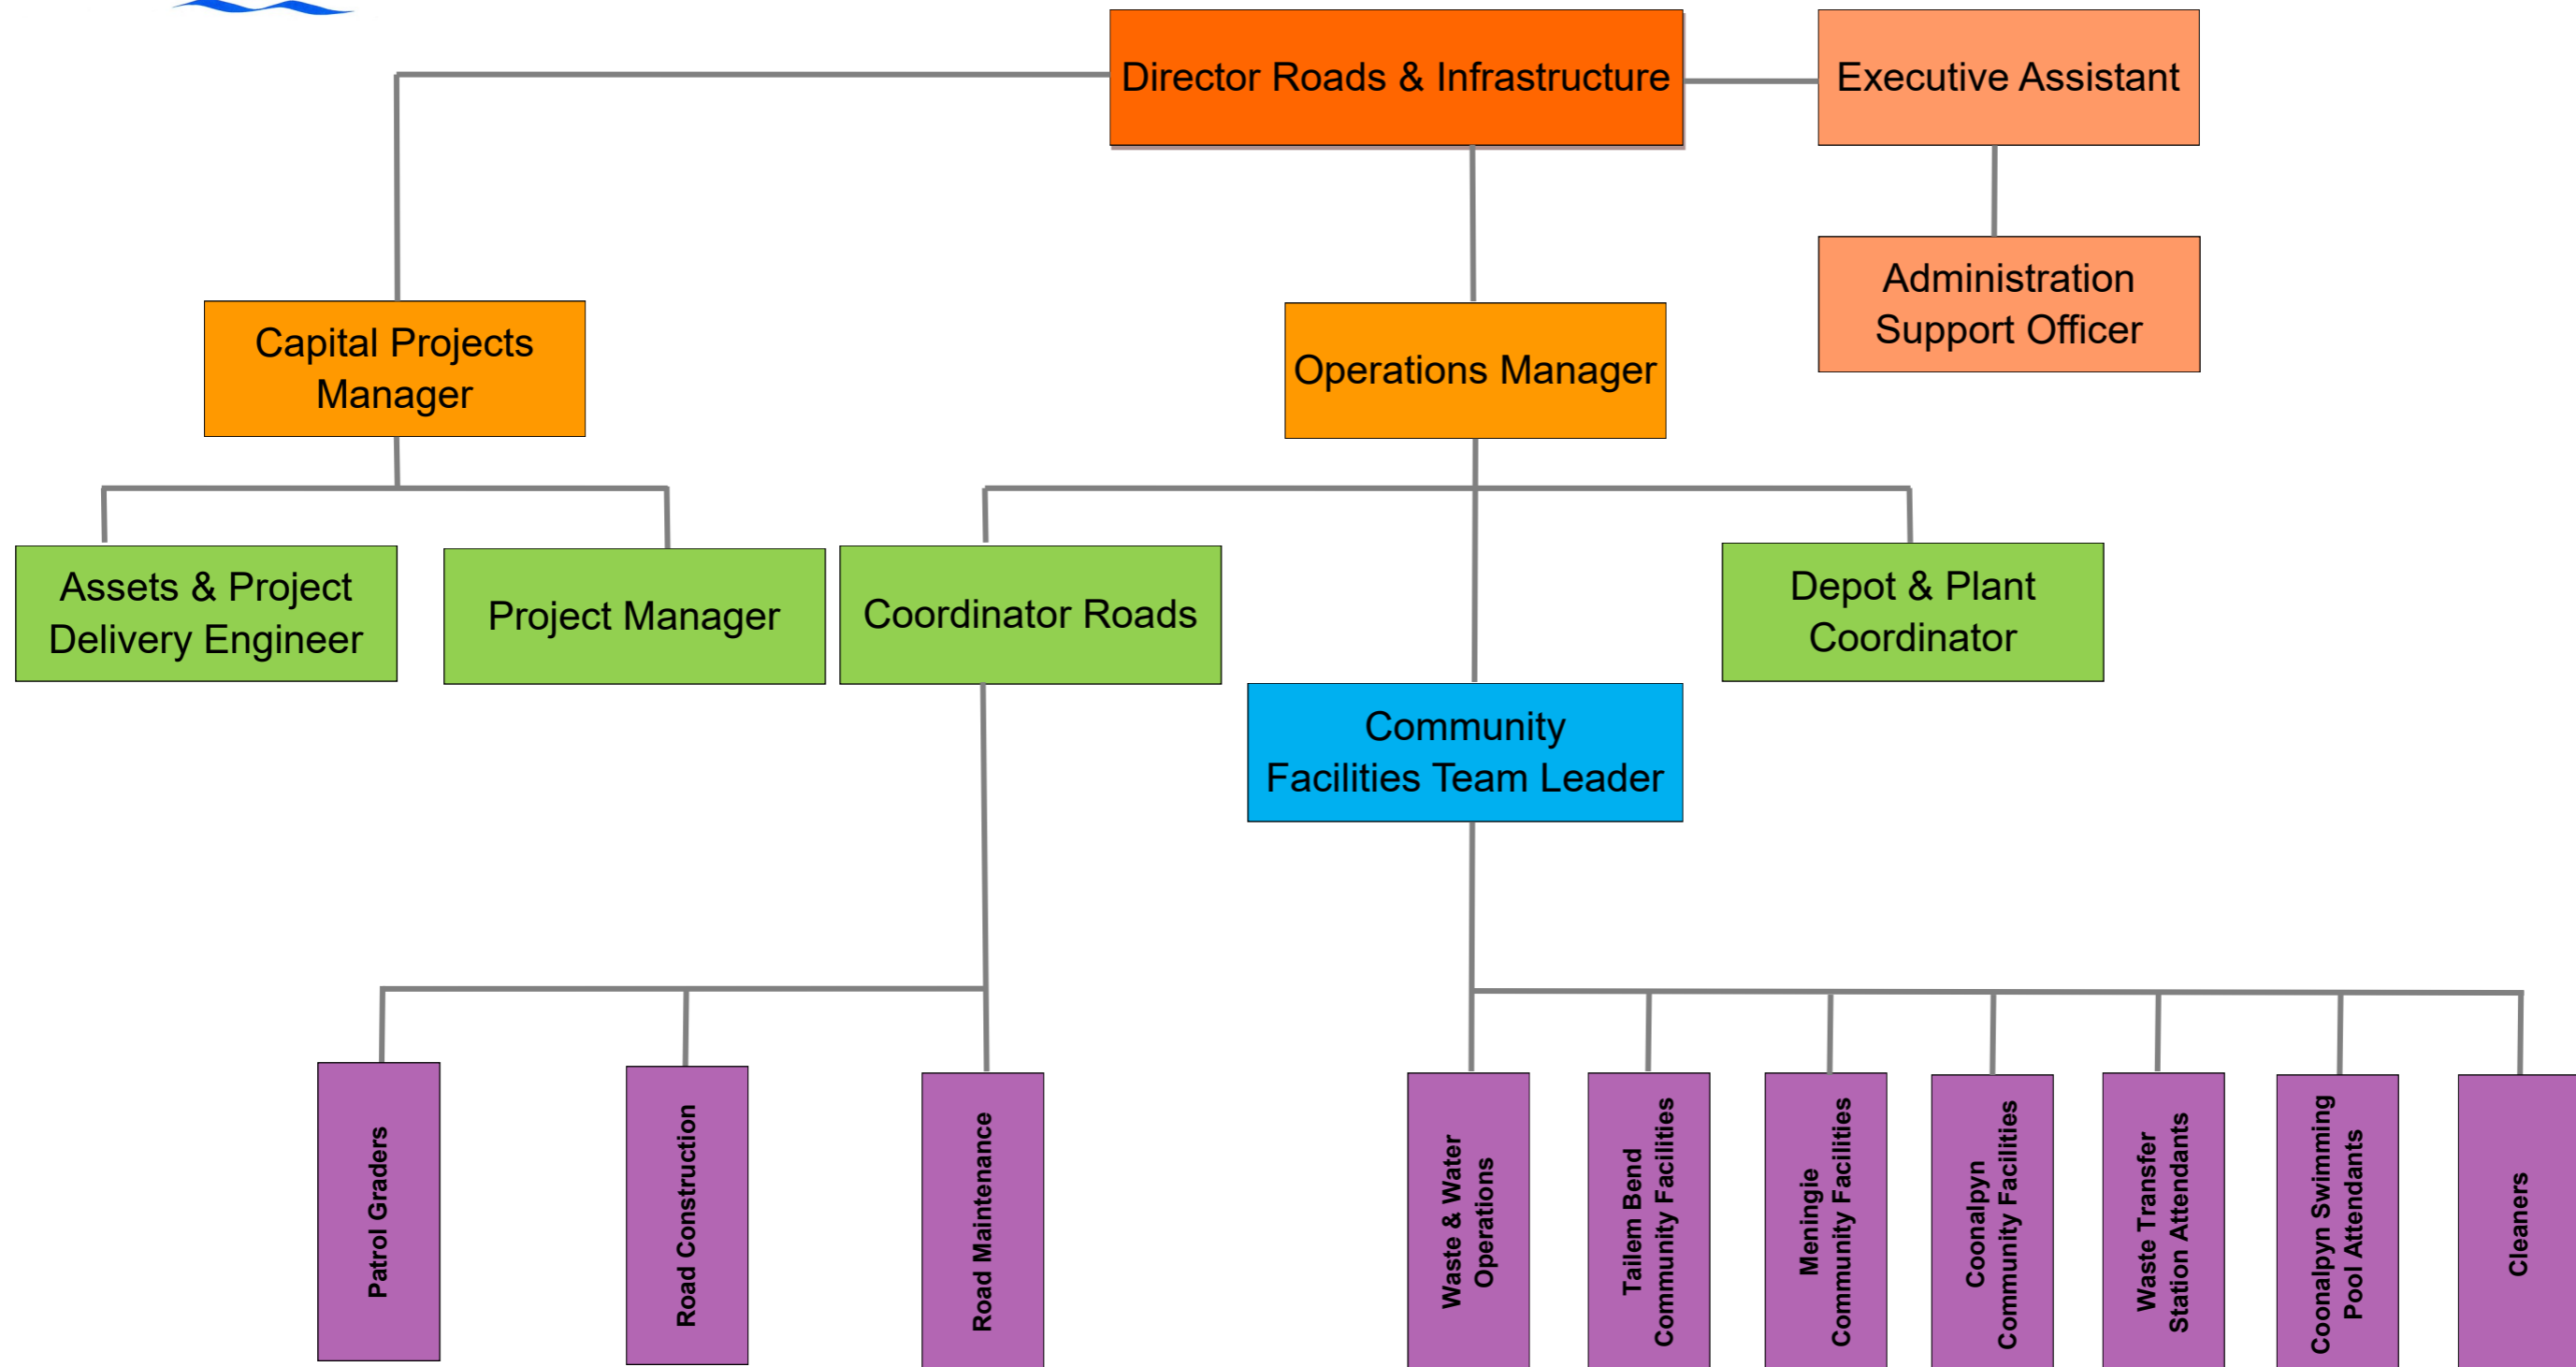 Director Roads & Infrastructure
Executive Assistant
Administration
Support Officer
Capital Projects
Manager
Operations Manager
Assets & Project
Delivery Engineer
Project Manager
Coordinator Roads
Depot & Plant
Coordinator
Community
Facilities Team Leader
Patrol Graders
Road Construction
Road Maintenance
Waste & Water
Operations
Tailem Bend
Community Facilities
Meningie
Community Facilities
Coonalpyn
Community Facilities
Waste Transfer
Station Attendants
Coonalpyn Swimming
Pool Attendants
Cleaners